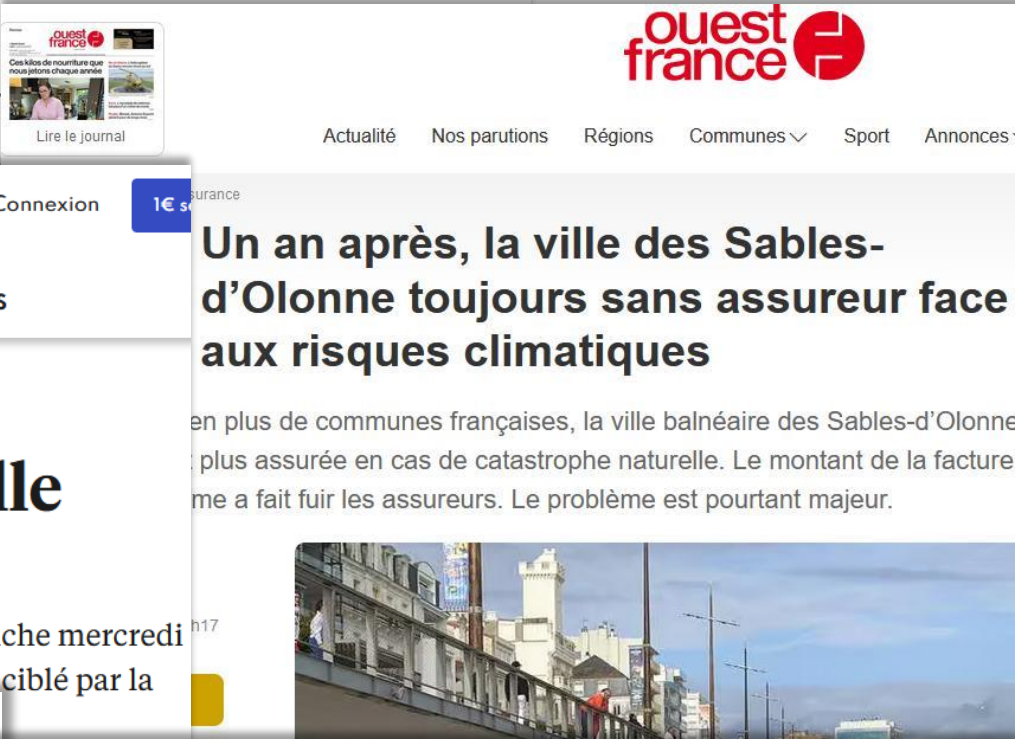 ouest
france
ouest
france
Ces kilos de nourriture que
nous jetons chaque année
Lire le journal
Actualité Nos parutions Régions Communes Sport Annonces
Connexion
1€
surance
Un an après, la ville des Sables-
d'Olonne toujours sans assureur face
aux risques climatiques
s
en plus de communes françaises, la ville balnéaire des Sables-d'Olonne
plus assurée en cas de catastrophe naturelle. Le montant de la facture
me a fait fuir les assureurs. Le problème est pourtant majeur.
lle
che mercredi
ciblé par la
h17